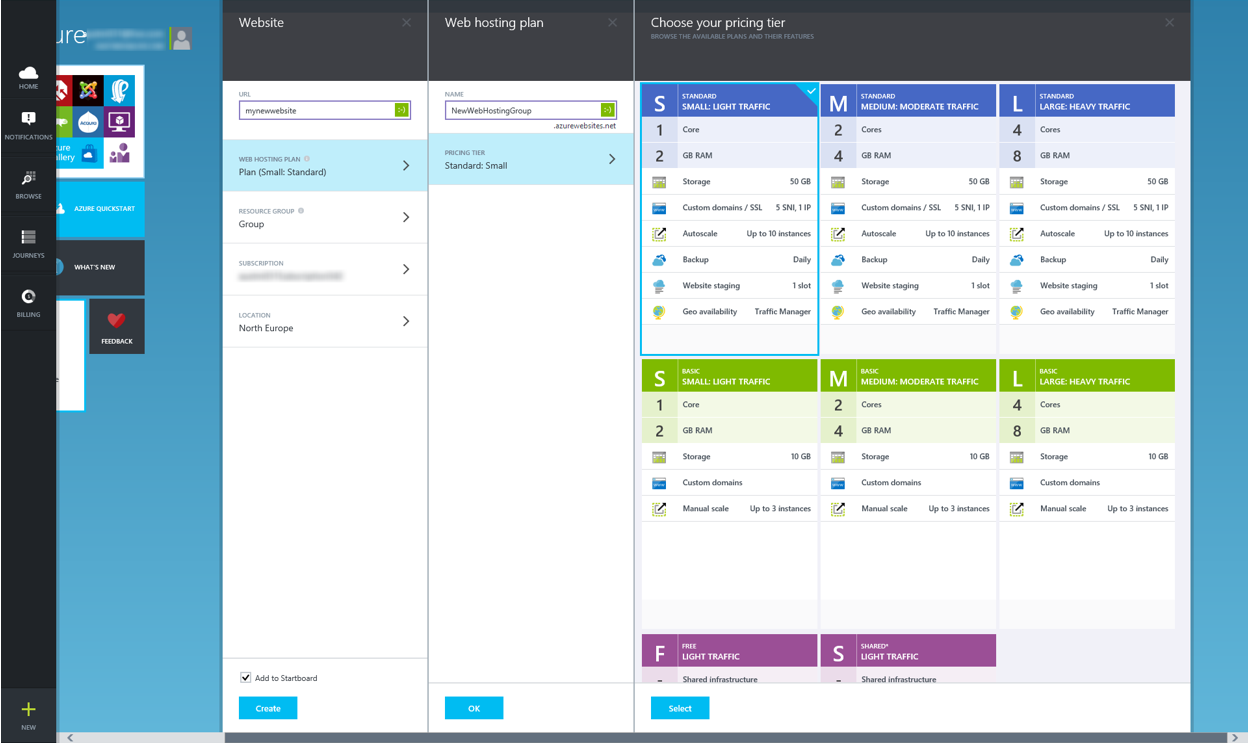 ure
HOME
NOTIFICATIONS
BROWSE
JOURNEYS
BILLING
NEW
Acquia
zure
allery
AZURE QUICKSTART
WHAT'S NEW
FEEDBACK
Website
URL
mynewwebsite
:-)
WEB HOSTING PLAN
Plan (Small: Standard)
RESOURCE GROUP
Group
SUBSCRIPTION
LOCATION
North Europe
Add to Startboard
Create
Web hosting plan
NAME
NewWebHostingGroup
:-)
.azurewebsites.net
PRICING TIER
Standard: Small
OK
Choose your pricing tier
BROWSE THE AVAILABLE PLANS AND THEIR FEATURES
S STANDARD
SMALL: LIGHT TRAFFIC
1 Core
2 GB RAM
Storage 50 GB
Custom domains / SSL 5 SNI, 1 IP
Autoscale Up to 10 instances
Backup Daily
Website staging 1 slot
Geo availability Traffic Manager
M STANDARD
MEDIUM: MODERATE TRAFFIC
2 Cores
4 GB RAM
Storage 50 GB
Custom domains / SSL 5 SNI, 1 IP
Autoscale Up to 10 instances
Backup Daily
Website staging 1 slot
Geo availability Traffic Manager
L STANDARD
LARGE: HEAVY TRAFFIC
4 Cores
8 GB RAM
Storage 50 GB
Custom domains / SSL 5 SNI, 1 IP
Autoscale Up to 10 instances
Backup Daily
Website staging 1 slot
Geo availability Traffic Manager
S BASIC
SMALL: LIGHT TRAFFIC
1 Core
2 GB RAM
Storage 10 GB
Custom domains
Manual scale Up to 3 instances
M BASIC
MEDIUM: MODERATE TRAFFIC
2 Cores
4 GB RAM
Storage 10 GB
Custom domains
Manual scale Up to 3 instances
L BASIC
LARGE: HEAVY TRAFFIC
4 Cores
8 GB RAM
Storage 10 GB
Custom domains
Manual scale Up to 3 instances
F FREE
LIGHT TRAFFIC
- Shared infrastructure
S SHARED*
LIGHT TRAFFIC
- Shared infrastructure
Select